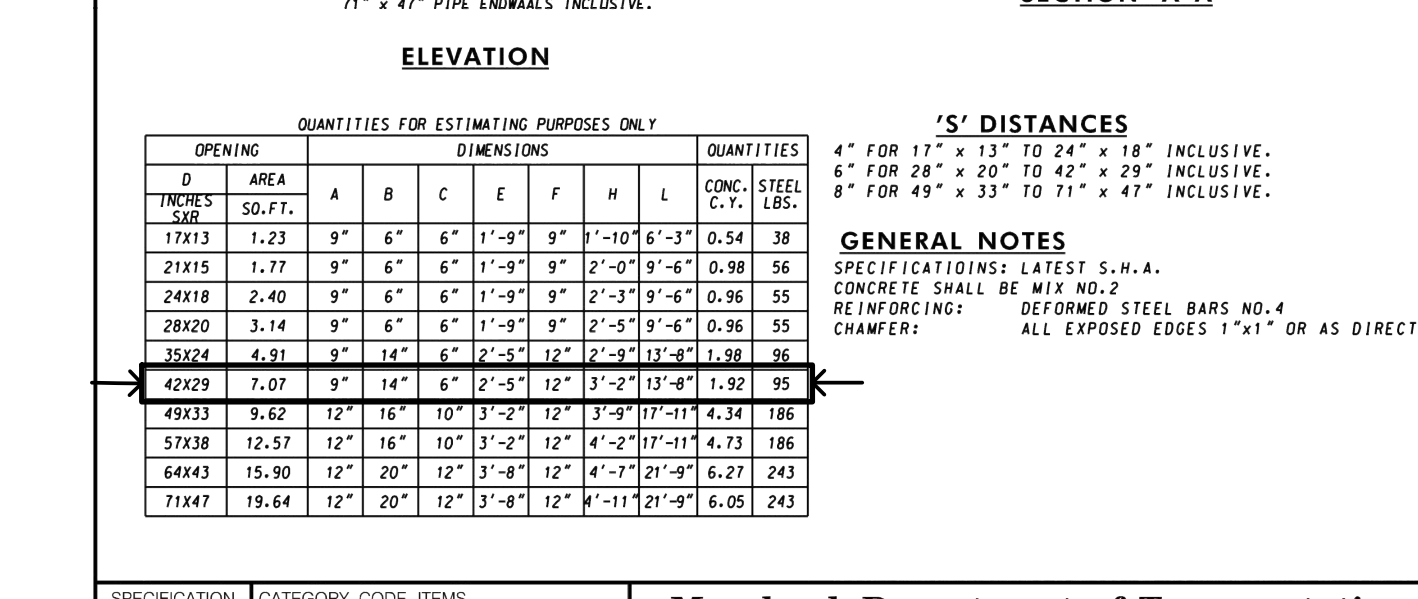 71" x 47" PIPE ENDWAALS INCLUSIVE.
SECTION A-A
ELEVATION
QUANTITIES FOR ESTIMATING PURPOSES ONLY
OPENING DIMENSIONS QUANTITIES
D AREA A B C E F H L CONC. STEEL
INCHES SQ.FT. C.Y. LBS.
SXR
17X13 1.23 9" 6" 6" 1'-9" 9" 1'-10" 6'-3" 0.54 38
21X15 1.77 9" 6" 6" 1'-9" 9" 2'-0" 9'-6" 0.98 56
24X18 2.40 9" 6" 6" 1'-9" 9" 2'-3" 9'-6" 0.96 55
28X20 3.14 9" 6" 6" 1'-9" 9" 2'-5" 9'-6" 0.96 55
35X24 4.91 9" 14" 6" 2'-5" 12" 2'-9" 13'-8" 1.98 96
42X29 7.07 9" 14" 6" 2'-5" 12" 3'-2" 13'-8" 1.92 95
49X33 9.62 12" 16" 10" 3'-2" 12" 3'-9" 17'-11" 4.34 186
57X38 12.57 12" 16" 10" 3'-2" 12" 4'-2" 17'-11" 4.73 186
64X43 15.90 12" 20" 12" 3'-8" 12" 4'-7" 21'-9" 6.27 243
71X47 19.64 12" 20" 12" 3'-8" 12" 4'-11" 21'-9" 6.05 243
'S' DISTANCES
4" FOR 17" x 13" TO 24" x 18" INCLUSIVE.
6" FOR 28" x 20" TO 42" x 29" INCLUSIVE.
8" FOR 49" x 33" TO 71" x 47" INCLUSIVE.
GENERAL NOTES
SPECIFICATIOINS: LATEST S.H.A.
CONCRETE SHALL BE MIX NO.2
REINFORCING: DEFORMED STEEL BARS NO.4
CHAMFER: ALL EXPOSED EDGES 1"x1" OR AS DIRECT
SPECIFICATION CATEGORY CODE ITEMS
Maryland Department of Transportati